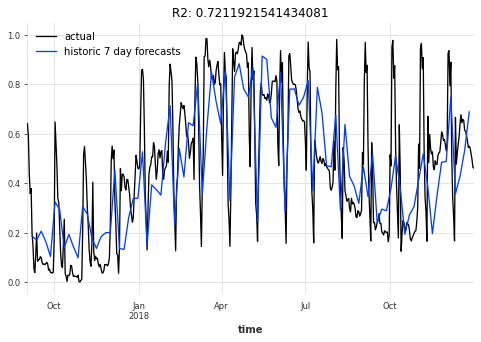 R2: 0.7211921541434081
actual
historic 7 day forecasts
1.0
0.8
0.6
0.4
0.2
0.0
Oct Jan Apr Jul Oct
2018
time